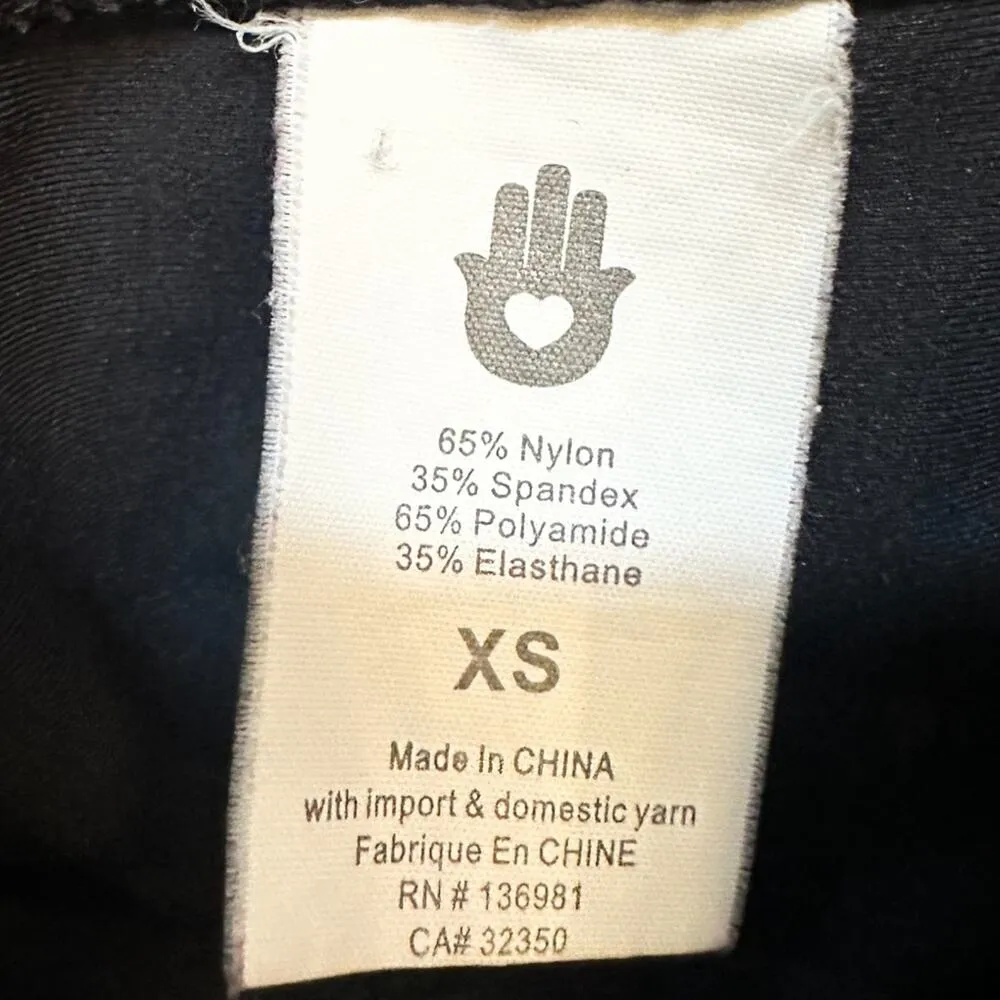 65% Nylon
35% Spandex
65% Polyamide
35% Elasthane
XS
Made In CHINA
with import & domestic yarn
Fabrique En CHINE
RN # 136981
CA# 32350